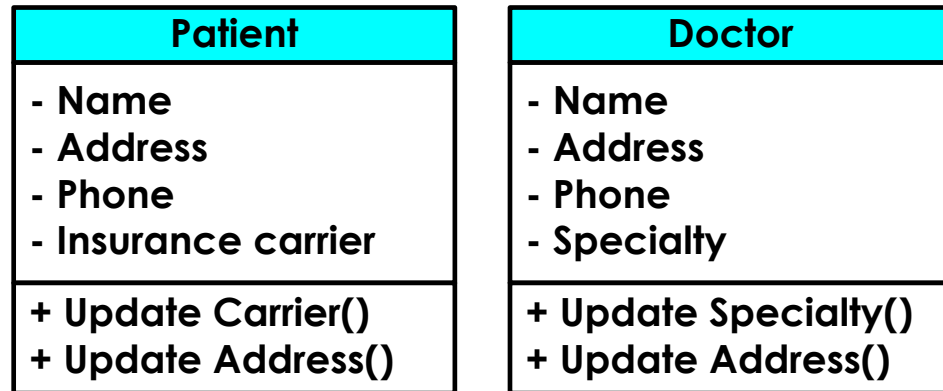 Patient
- Name
- Address
- Phone
- Insurance carrier
+ Update Carrier()
+ Update Address()
Doctor
- Name
- Address
- Phone
- Specialty
+ Update Specialty()
+ Update Address()